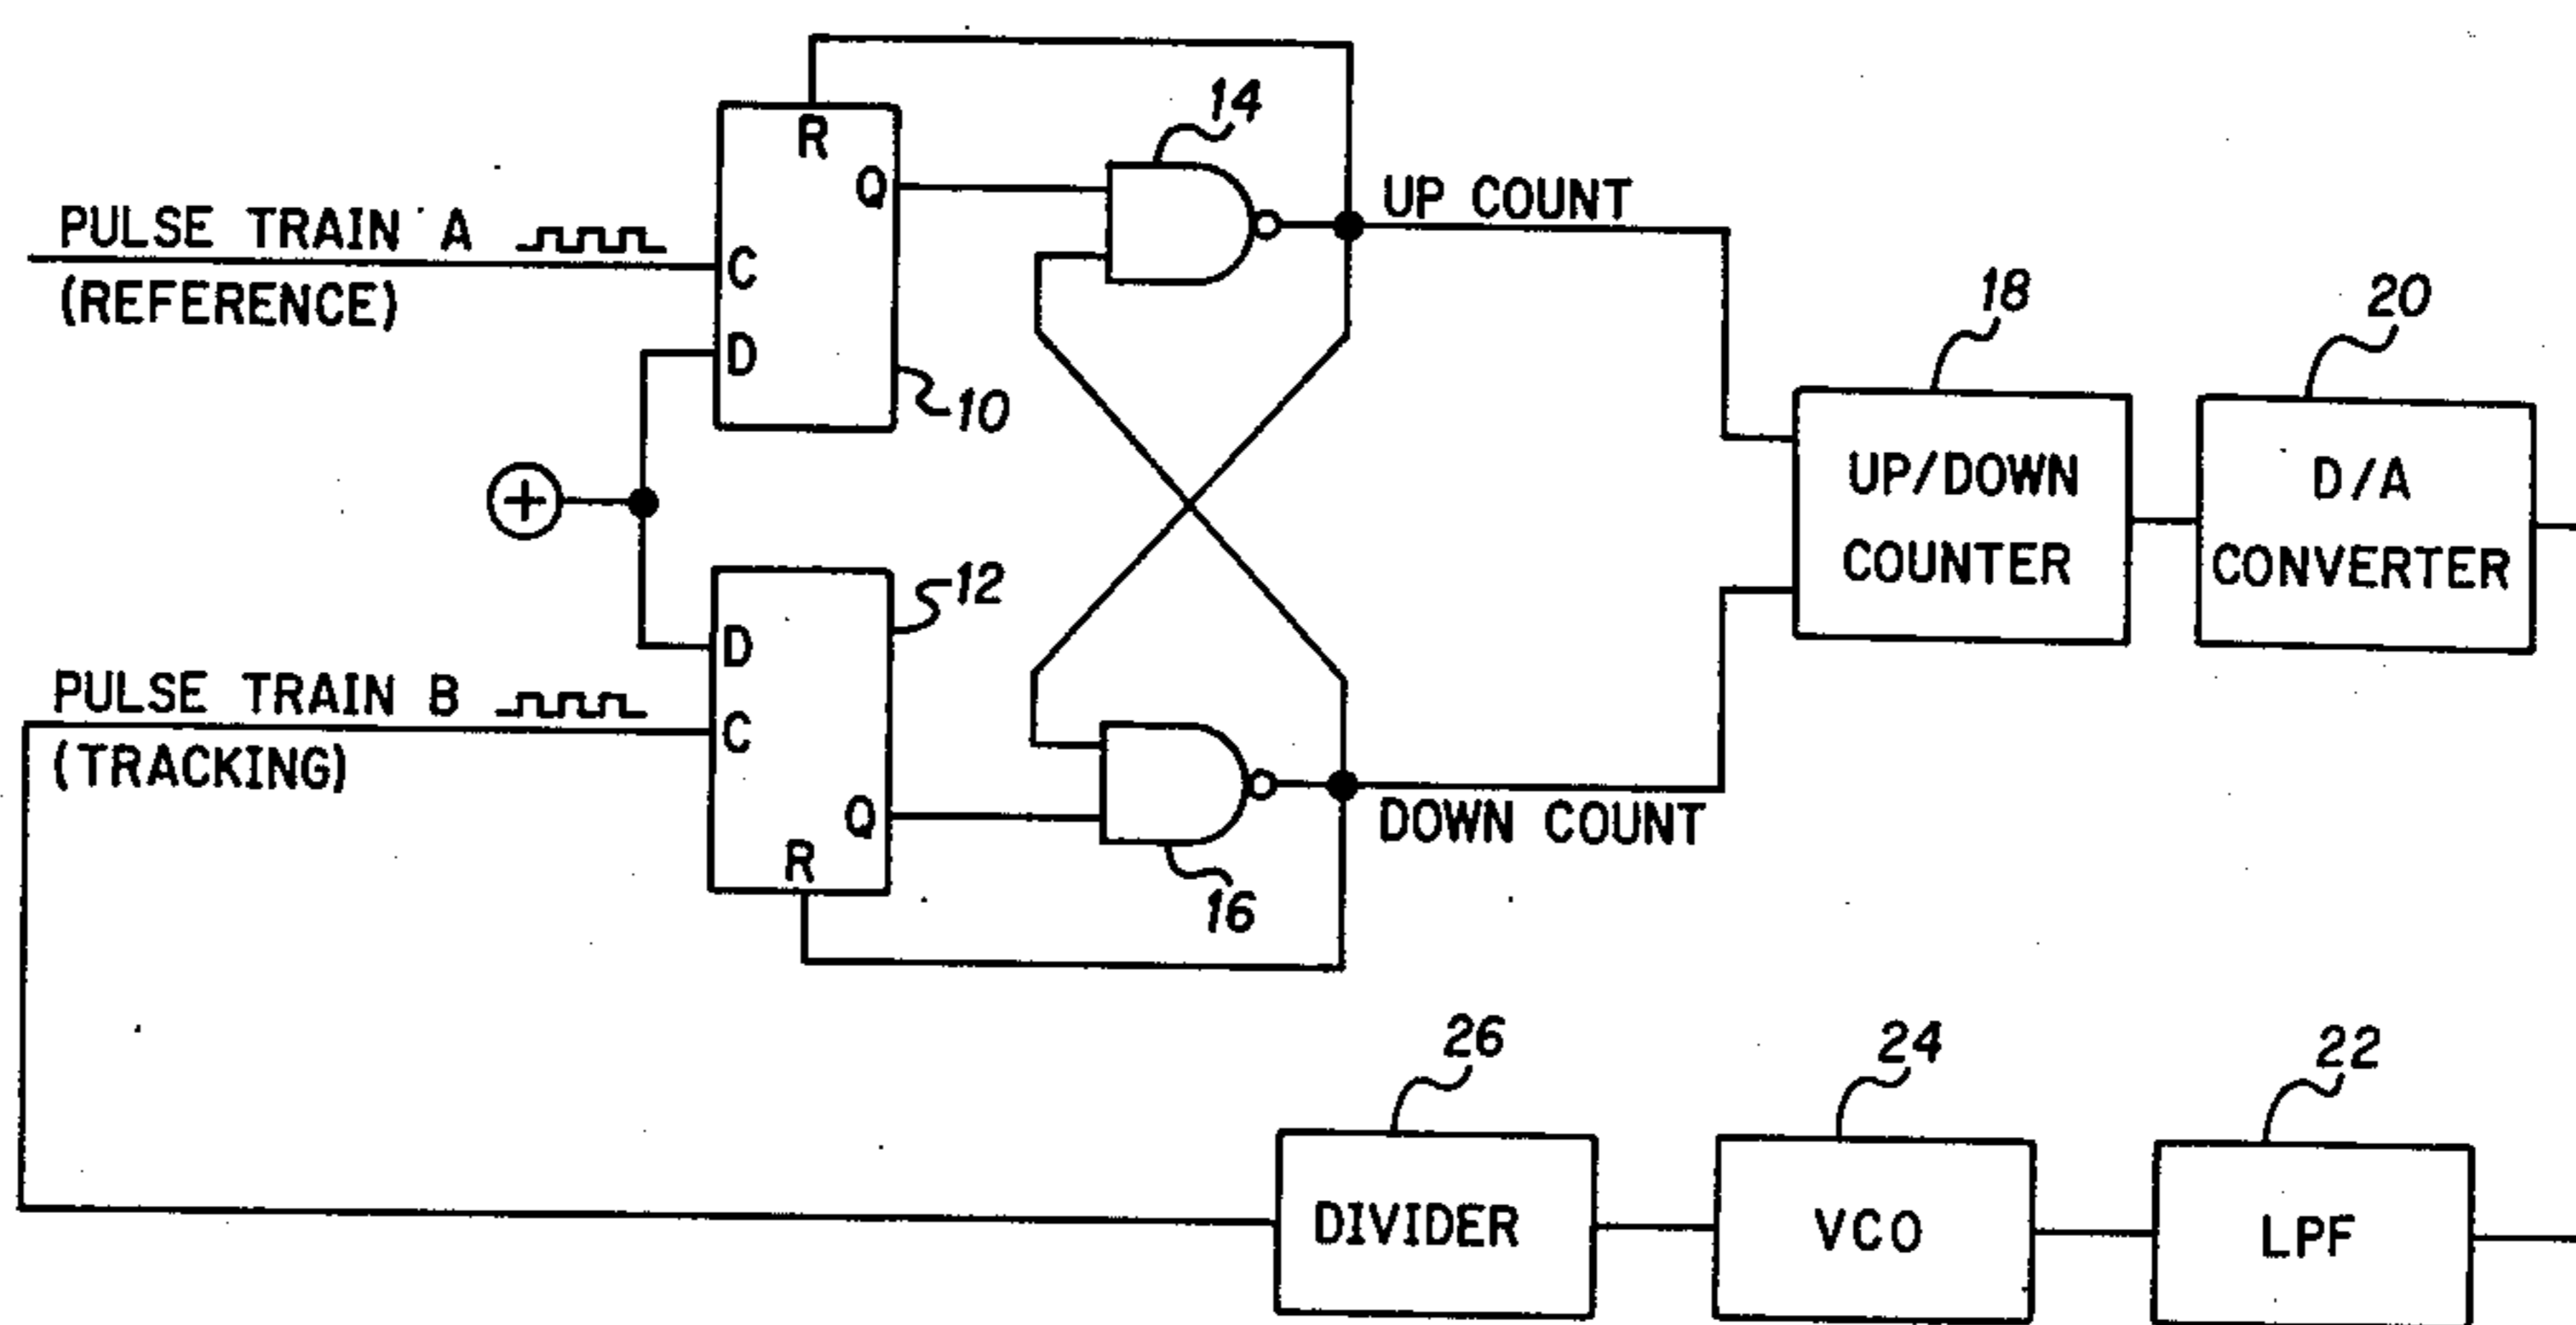 14
R
Q
UP COUNT
PULSE TRAIN A
C
(REFERENCE)
18
20
D
10
+
UP/DOWN
COUNTER
D/A
CONVERTER
12
D
PULSE TRAIN B
C
(TRACKING)
Q
R
DOWN COUNT
16
26
24
22
DIVIDER
VCO
LPF